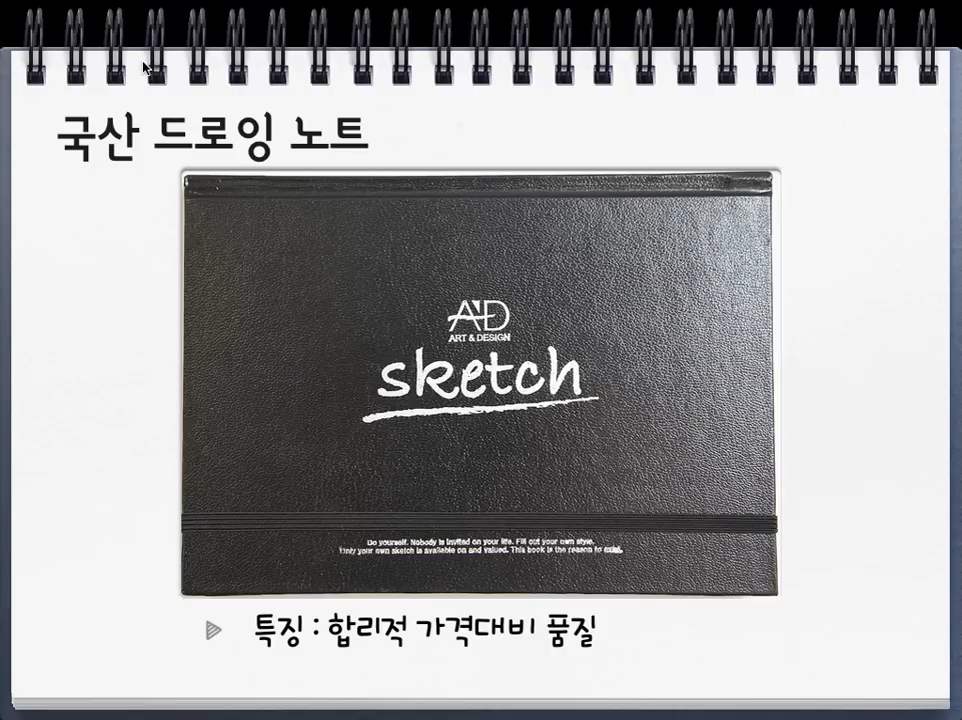 국산 드로잉 노트
A&D
ART & DESIGN
sketch
Do yourself. Nobody is invited on your life. Fill out your own style.
Only your own sketch is available on and valued. This book is the reason to exist.
특징 : 합리적 가격대비 품질